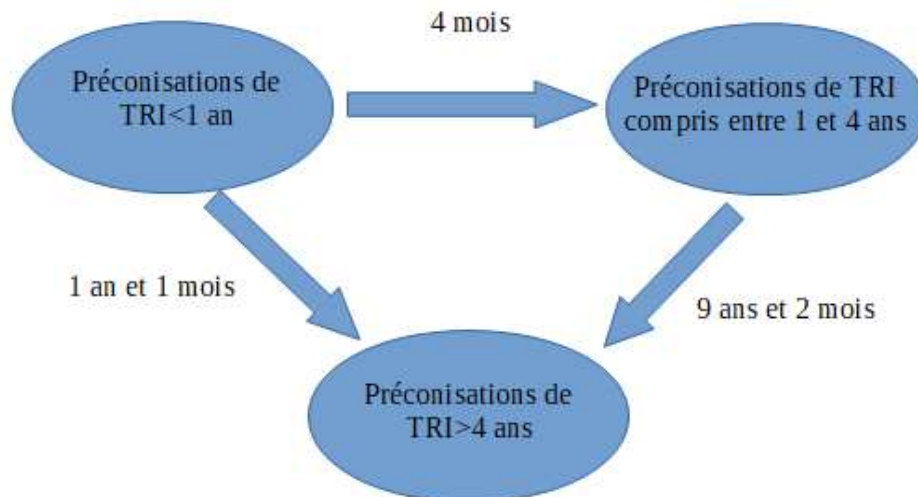 4 mois
Préconisations de
TRI<1 an
Préconisations de TRI
compris entre 1 et 4 ans
1 an et 1 mois
9 ans et 2 mois
Préconisations de
TRI>4 ans